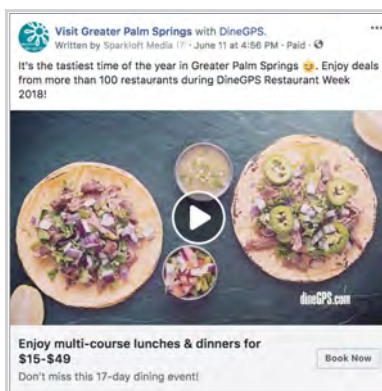 Visit Greater Palm Springs with DineGPS.
Written by Sparkloft Media [?] · June 11 at 4:56 PM · Paid ·
It's the tastiest time of the year in Greater Palm Springs 😋. Enjoy deals
from more than 100 restaurants during DineGPS Restaurant Week
2018!
dineGPS.com
Enjoy multi-course lunches & dinners for
$15-$49
Book Now
Don't miss this 17-day dining event!